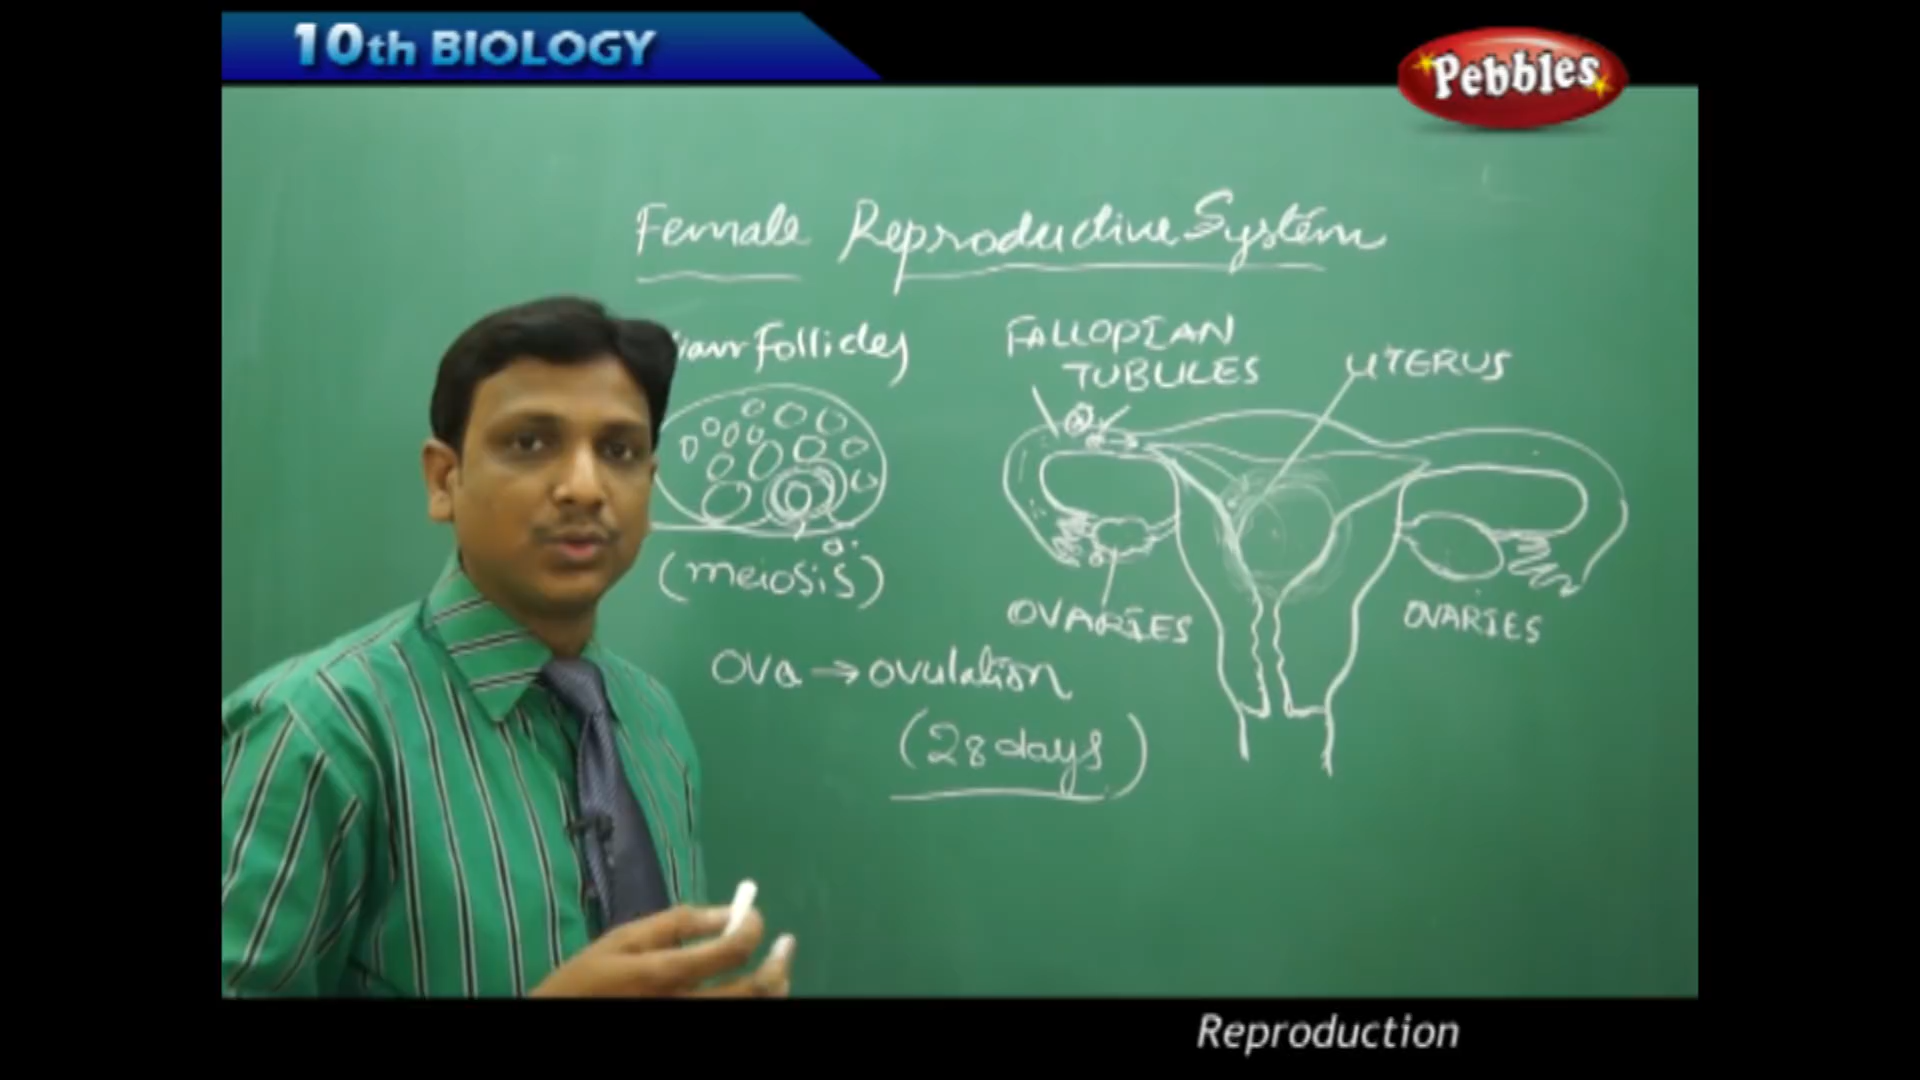 10th BIOLOGY
Pebbles
Female Reproductive System
Follicles
FALLOPIAN
TUBULES
UTERUS
(meiosis)
OVARIES
OVARIES
Ova → ovulation
(28 days)
Reproduction